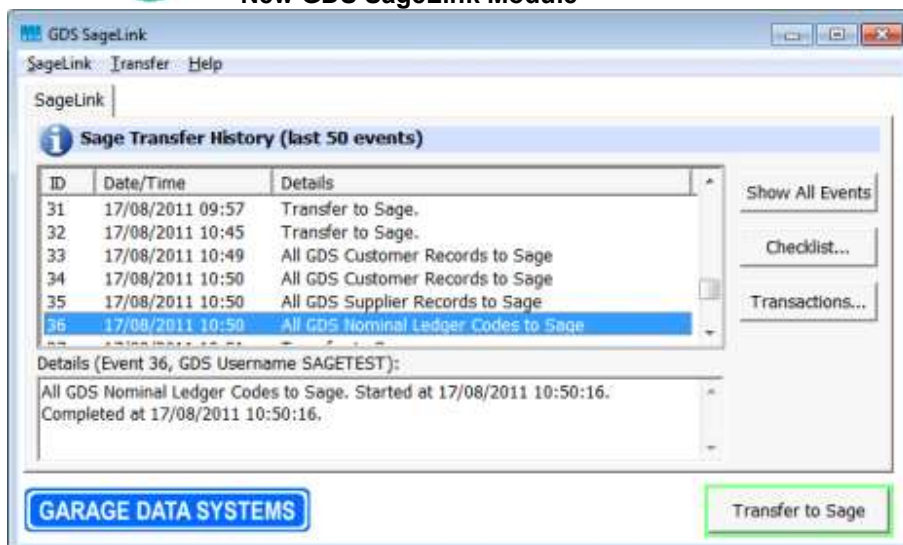 New GDS SageLink Module
GDS SageLink
SageLink Transfer Help
SageLink
Sage Transfer History (last 50 events)
ID Date/Time Details
31 17/08/2011 09:57 Transfer to Sage.
32 17/08/2011 10:45 Transfer to Sage.
33 17/08/2011 10:49 All GDS Customer Records to Sage
34 17/08/2011 10:50 All GDS Customer Records to Sage
35 17/08/2011 10:50 All GDS Supplier Records to Sage
36 17/08/2011 10:50 All GDS Nominal Ledger Codes to Sage
Show All Events
Checklist...
Transactions...
Details (Event 36, GDS Username SAGETEST):
All GDS Nominal Ledger Codes to Sage. Started at 17/08/2011 10:50:16.
Completed at 17/08/2011 10:50:16.
GARAGE DATA SYSTEMS
Transfer to Sage